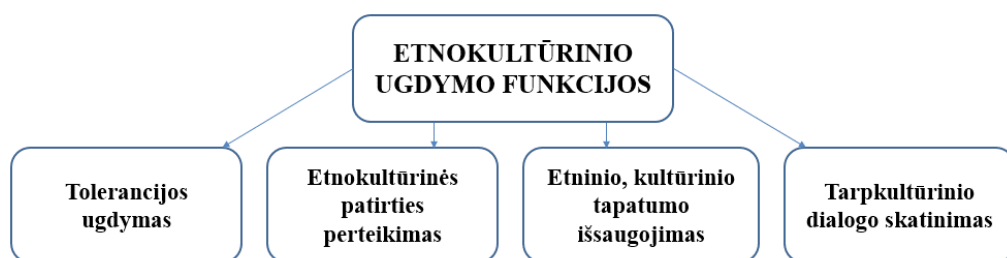 ETNOKULTŪRINIO
UGDYMO FUNKCIJOS
Tolerancijos
ugdymas
Etnokultūrinės
patirties
perteikimas
Etninio, kultūrinio
tapatumo
išsaugojimas
Tarpkultūrinio
dialogo skatinimas